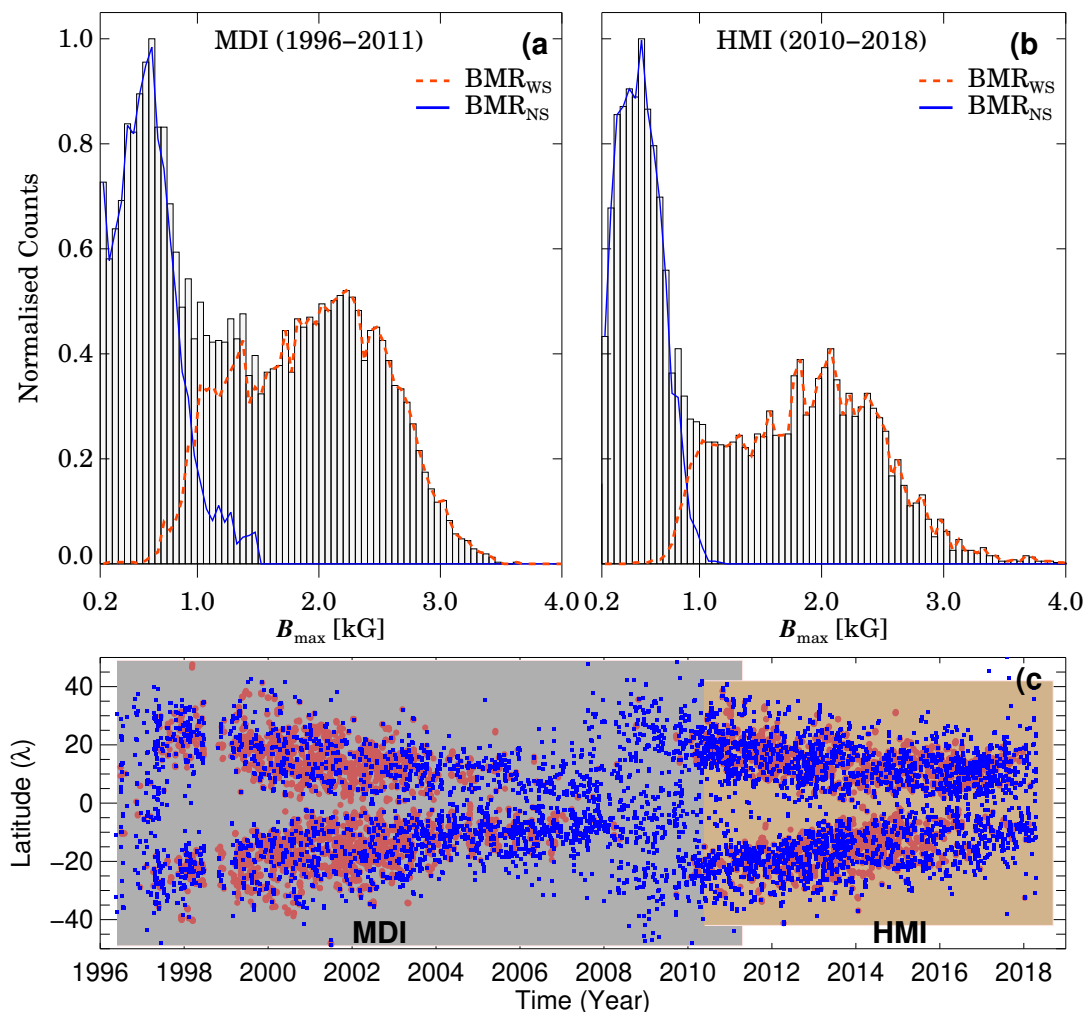 MDI (1996–2011)
(a
BMR_WS
BMR_NS
HMI (2010–2018)
(b
BMR_WS
BMR_NS
Normalised Counts
1.0
0.8
0.6
0.4
0.2
0.0
0.2 1.0 2.0 3.0 4.0
0.2 1.0 2.0 3.0 4.0
B_max [kG]
B_max [kG]
(c
Latitude (λ)
40
20
0
−20
−40
MDI
HMI
1996 1998 2000 2002 2004 2006 2008 2010 2012 2014 2016 2018
Time (Year)